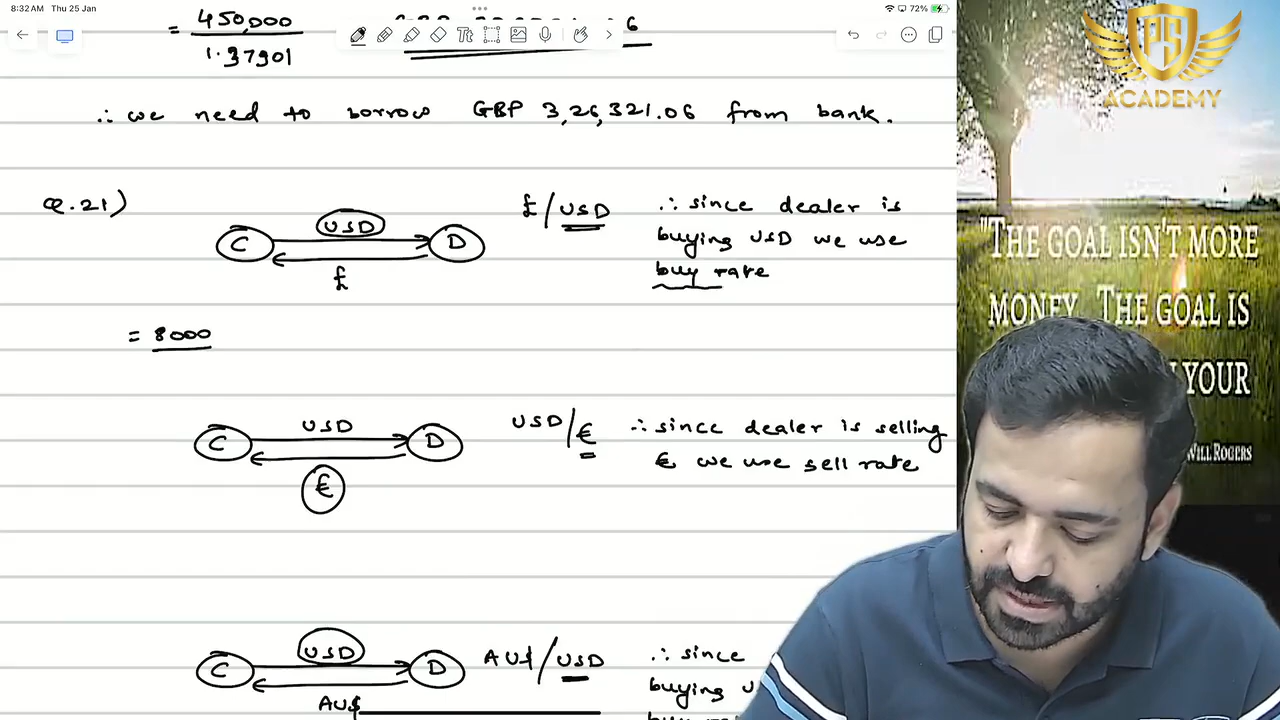 8:32 AM Thu 25 Jan
72%
= 450,000
1.37901
6
∴ we need to borrow GBP 3,26,321.06 from bank.
Q.21)
C USD D
£
£/USD
∴ since dealer is
buying USD we use
buy rate
= 8000
C USD D
€
USD/€
∴ since dealer is selling
€ we use sell rate
C USD D
AU$
AU$/USD
∴ since
buying
PS
ACADEMY
"THE GOAL ISN'T MORE
MONEY. THE GOAL IS
YOUR
WILL ROGERS